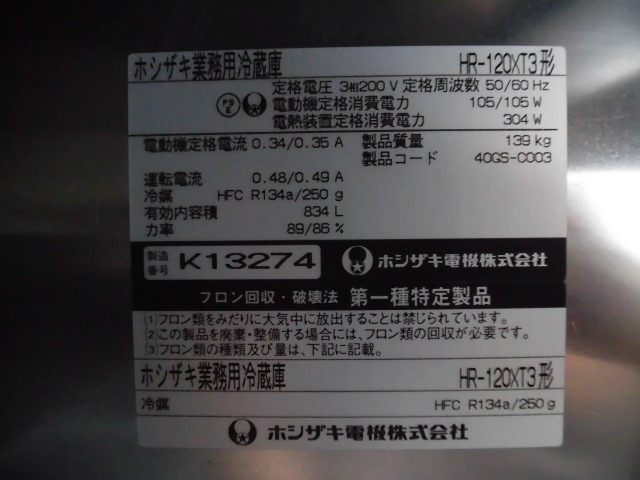 ホシザキ業務用冷蔵庫 HR-120XT3形
定格電圧 3相200V 定格周波数 50/60 Hz
電動機定格消費電力 105/105 W
電熱装置定格消費電力 304 W
電動機定格電流 0.34/0.35 A 製品質量 139 kg
製品コード 40GS-C003
運転電流 0.48/0.49 A
冷媒 HFC R134a/250 g
有効内容積 834 L
力率 89/86 %
製造番号 K13274 ホシザキ電機株式会社
フロン回収・破壊法 第一種特定製品
(1)フロン類をみだりに大気中に放出することは禁じられています。
(2)この製品を廃棄・整備する場合には、フロン類の回収が必要です。
(3)フロン類の種類及び量は、下記に記載。
ホシザキ業務用冷蔵庫 HR-120XT3形
冷媒 HFC R134a/250 g
ホシザキ電機株式会社